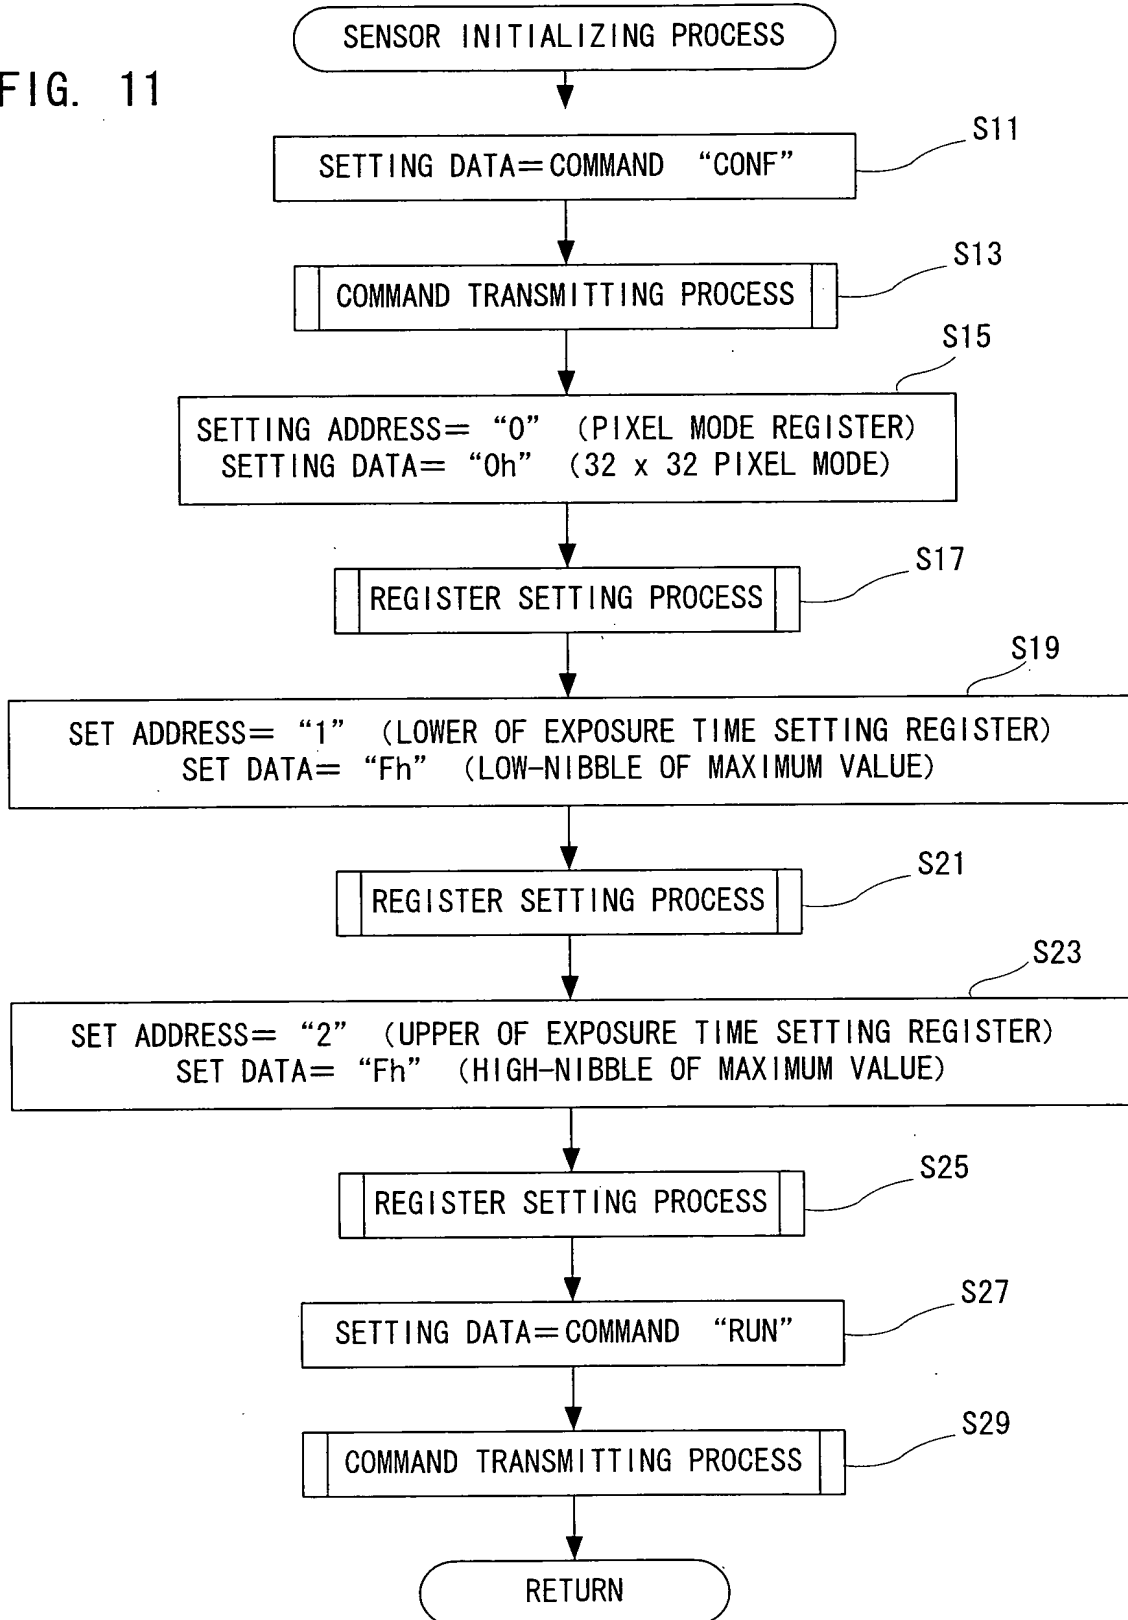 SENSOR INITIALIZING PROCESS
FIG. 11
S11
SETTING DATA=COMMAND “CONF”
S13
COMMAND TRANSMITTING PROCESS
S15
SETTING ADDRESS= “0” (PIXEL MODE REGISTER)
SETTING DATA= “0h” (32 x 32 PIXEL MODE)
S17
REGISTER SETTING PROCESS
S19
SET ADDRESS= “1” (LOWER OF EXPOSURE TIME SETTING REGISTER)
SET DATA= “Fh” (LOW-NIBBLE OF MAXIMUM VALUE)
S21
REGISTER SETTING PROCESS
S23
SET ADDRESS= “2” (UPPER OF EXPOSURE TIME SETTING REGISTER)
SET DATA= “Fh” (HIGH-NIBBLE OF MAXIMUM VALUE)
S25
REGISTER SETTING PROCESS
S27
SETTING DATA=COMMAND “RUN”
S29
COMMAND TRANSMITTING PROCESS
RETURN